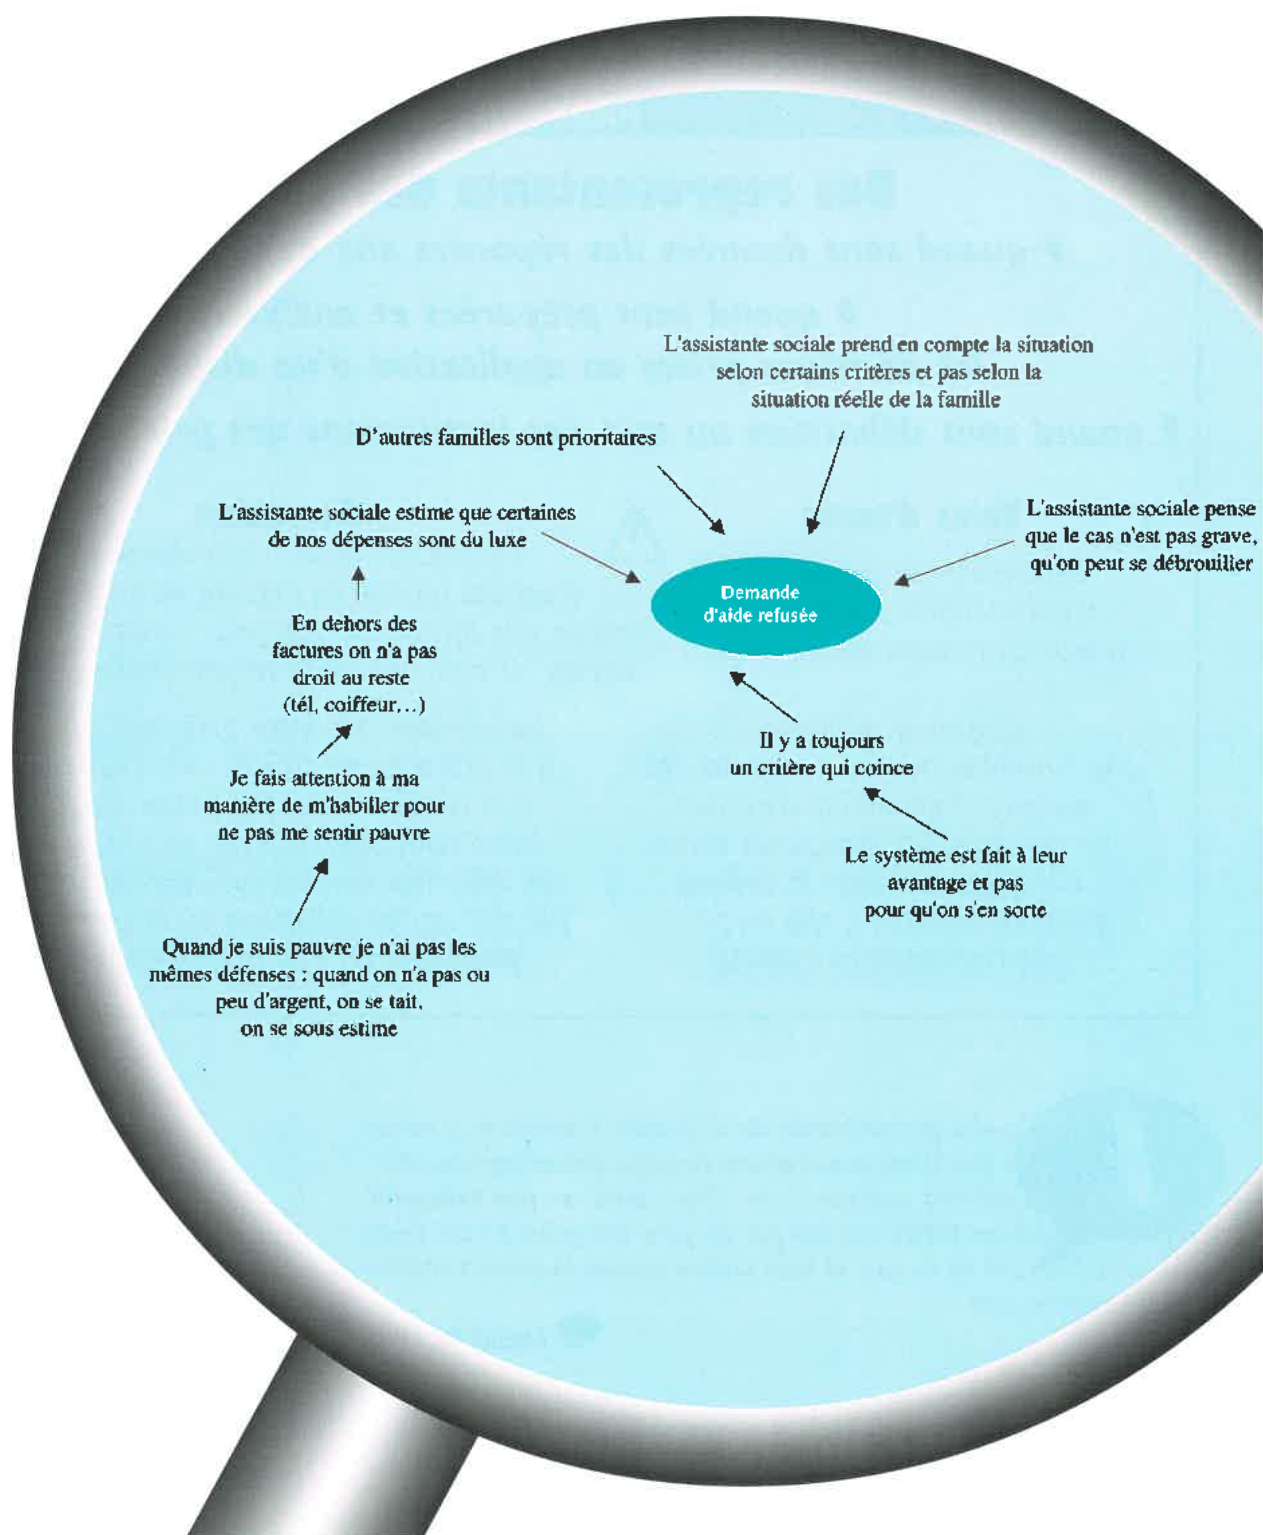 L'assistante sociale prend en compte la situation
selon certains critères et pas selon la
situation réelle de la famille
D'autres familles sont prioritaires
L'assistante sociale estime que certaines
de nos dépenses sont du luxe
L'assistante sociale pense
que le cas n'est pas grave,
qu'on peut se débrouiller
Demande
d'aide refusée
En dehors des
factures on n'a pas
droit au reste
(tél, coiffeur,...)
Il y a toujours
un critère qui coince
Je fais attention à ma
manière de m'habiller pour
ne pas me sentir pauvre
Le système est fait à leur
avantage et pas
pour qu'on s'en sorte
Quand je suis pauvre je n'ai pas les
mêmes défenses : quand on n'a pas ou
peu d'argent, on se tait,
on se sous estime